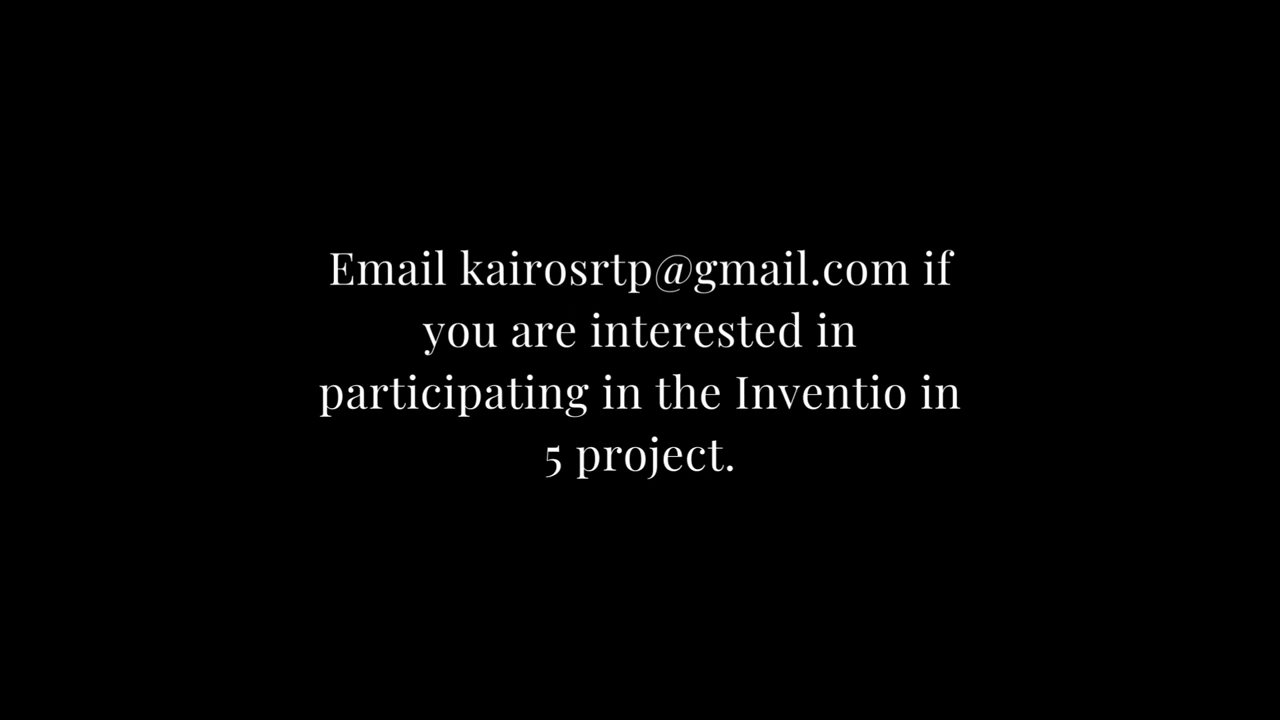 Email kairosrtp@gmail.com if
you are interested in
participating in the Inventio in
5 project.